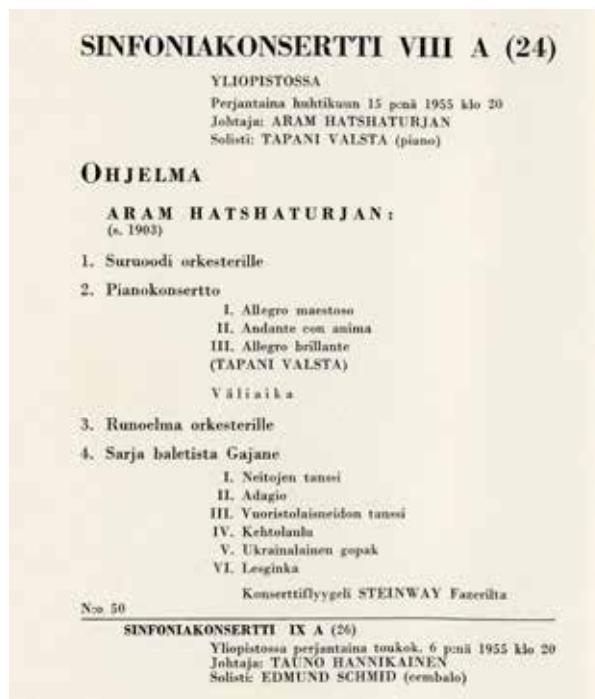 SINFONIAKONSERTTI VIII A (24)
YLIOPISTOSSA
Perjantaina huhtikuun 15 p:nä 1955 klo 20
Johtaja: ARAM HATSHATURJAN
Solisti: TAPANI VALSTA (piano)
OHJELMA
ARAM HATSHATURJAN:
(s. 1903)
1. Suruoodi orkesterille
2. Pianokonsertto
I. Allegro maestoso
II. Andante con anima
III. Allegro brillante
(TAPANI VALSTA)
Väliaika
3. Runoelma orkesterille
4. Sarja baletista Gajane
I. Neitojen tanssi
II. Adagio
III. Vuoristolaisneidon tanssi
IV. Kehtolaulu
V. Ukrainalainen gopak
VI. Lesginka
Konserttiflyygeli STEINWAY Fazerilta
N:o 50
SINFONIAKONSERTTI IX A (26)
Yliopistossa perjantaina toukok. 6 p:nä 1955 klo 20
Johtaja: TAUNO HANNIKAINEN
Solisti: EDMUND SCHMID (cembalo)